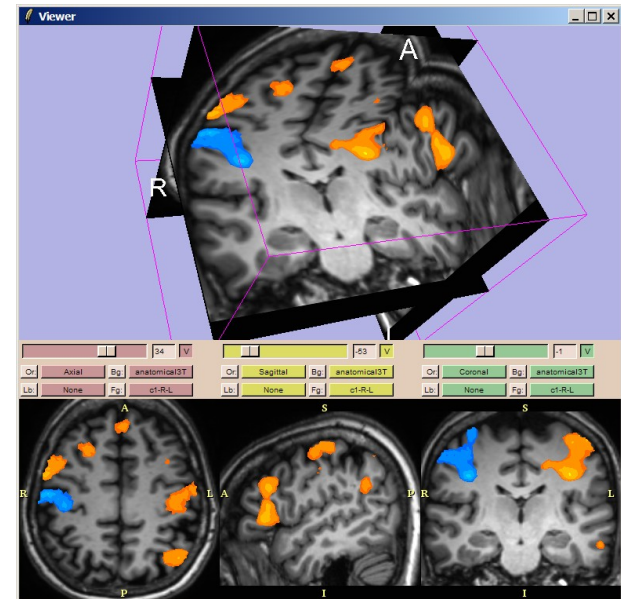 Viewer
A
R
I
34 V -53 V -1 V
Or: Axial Bg: anatomical3T Or: Sagittal Bg: anatomical3T Or: Coronal Bg: anatomical3T
Lb: None Fg: c1-R-L Lb: None Fg: c1-R-L Lb: None Fg: c1-R-L
A S S
R L A P R L
P I I